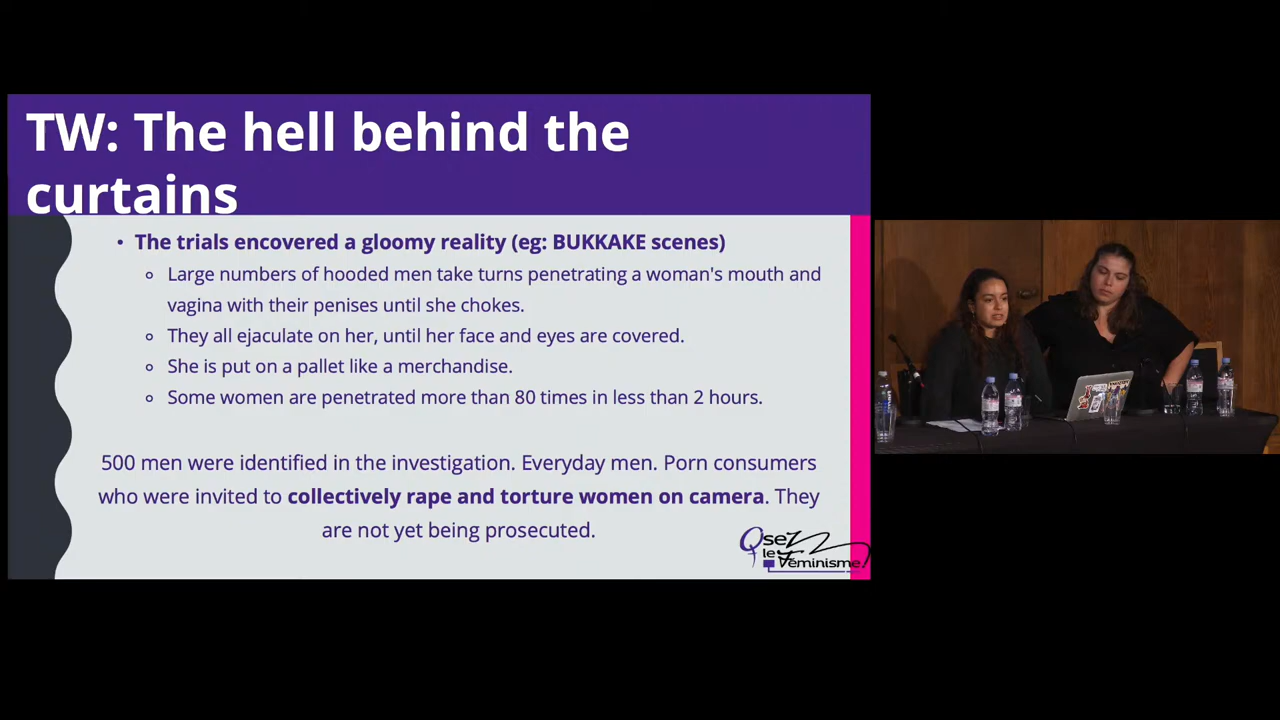 TW: The hell behind the
curtains
• The trials encovered a gloomy reality (eg: BUKKAKE scenes)
Large numbers of hooded men take turns penetrating a woman's mouth and
vagina with their penises until she chokes.
They all ejaculate on her, until her face and eyes are covered.
She is put on a pallet like a merchandise.
Some women are penetrated more than 80 times in less than 2 hours.
500 men were identified in the investigation. Everyday men. Porn consumers
who were invited to collectively rape and torture women on camera. They
are not yet being prosecuted.
Osez
le
Féminisme!